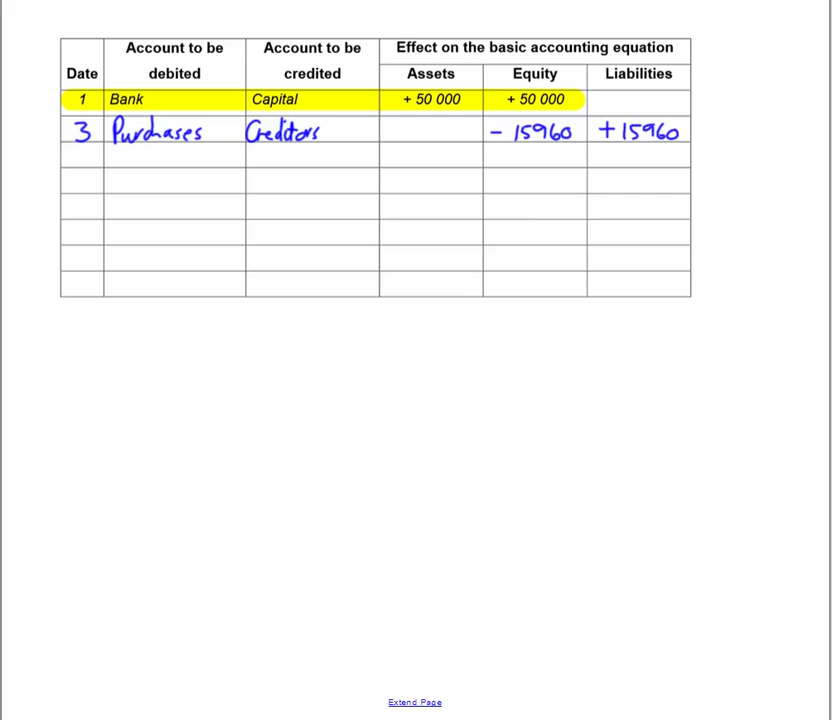 Account to be Account to be Effect on the basic accounting equation
Date debited credited Assets Equity Liabilities
1 Bank Capital + 50 000 + 50 000
3 Purchases Creditors - 15960 +15960
Extend Page